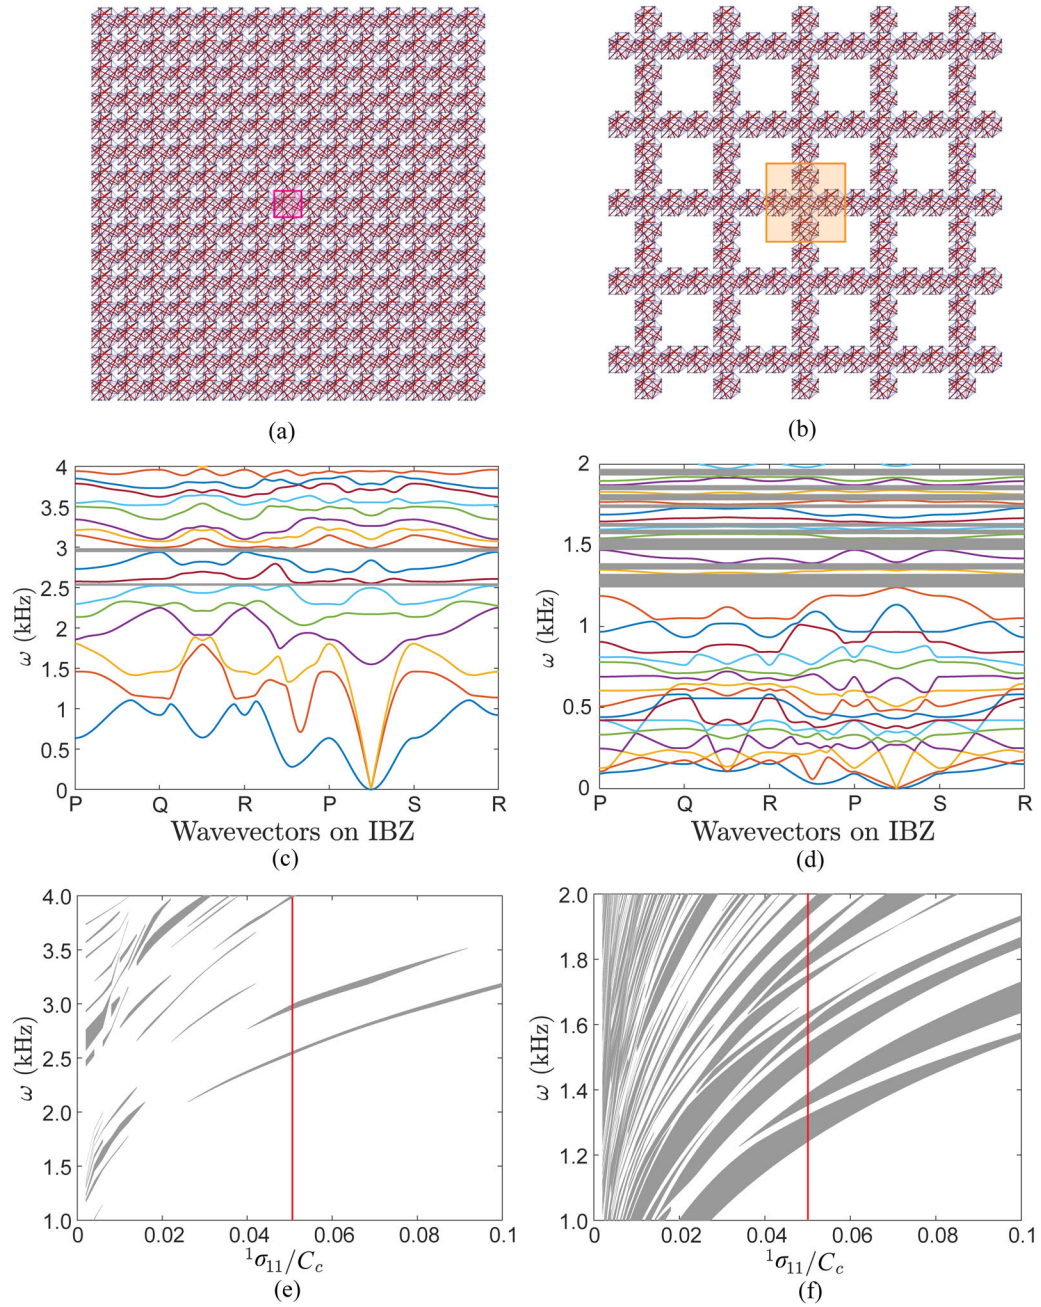 (a)
(b)
4
3.5
3
2.5
2
1.5
1
0.5
0
ω (kHz)
P Q R P S R
Wavevectors on IBZ
(c)
2
1.5
1
0.5
0
ω (kHz)
P Q R P S R
Wavevectors on IBZ
(d)
4.0
3.5
3.0
2.5
2.0
1.0
ω (kHz)
0 0.02 0.04 0.06 0.08 0.1
¹σ₁₁/C_c
(e)
2.0
1.8
1.6
1.4
1.2
1.0
ω (kHz)
0 0.02 0.04 0.06 0.08 0.1
¹σ₁₁/C_c
(f)